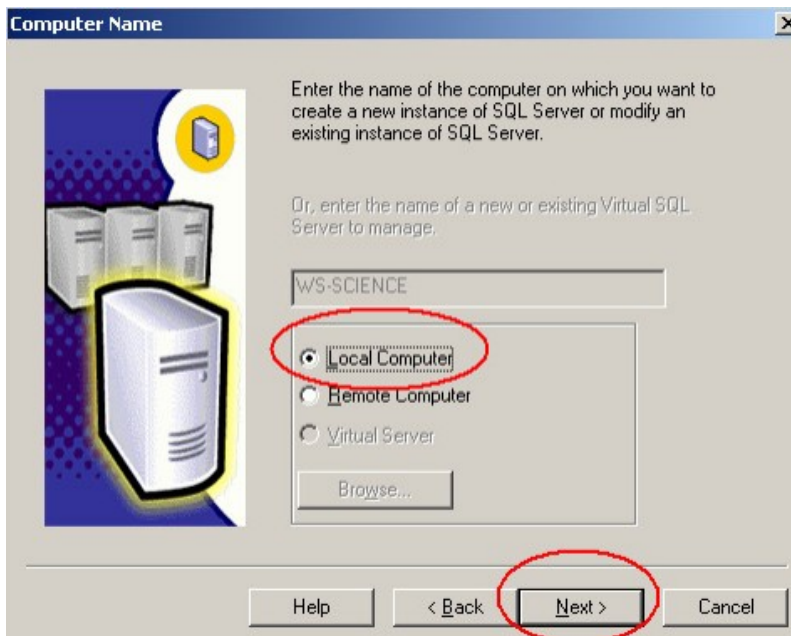 Computer Name
Enter the name of the computer on which you want to
create a new instance of SQL Server or modify an
existing instance of SQL Server.
Or, enter the name of a new or existing Virtual SQL
Server to manage.
WS-SCIENCE
Local Computer
Remote Computer
Virtual Server
Browse...
Help < Back Next > Cancel